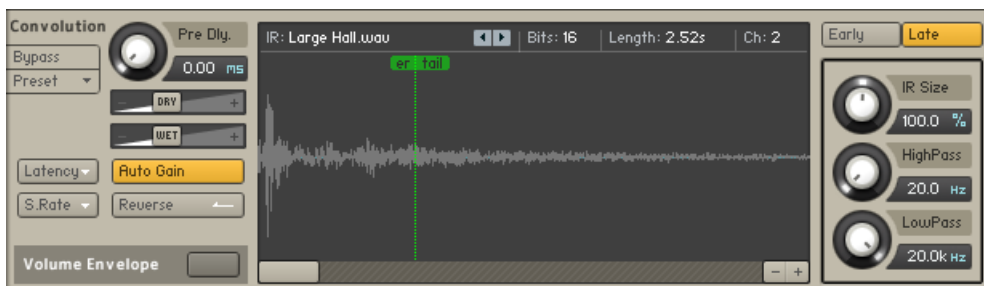 Convolution
Bypass
Preset
Pre Dly.
0.00 ms
- DRY +
- WET +
Latency
Auto Gain
S.Rate
Reverse
Volume Envelope
IR: Large Hall.wav
Bits: 16
Length: 2.52s
Ch: 2
er tail
- +
Early
Late
IR Size
100.0 %
HighPass
20.0 Hz
LowPass
20.0k Hz